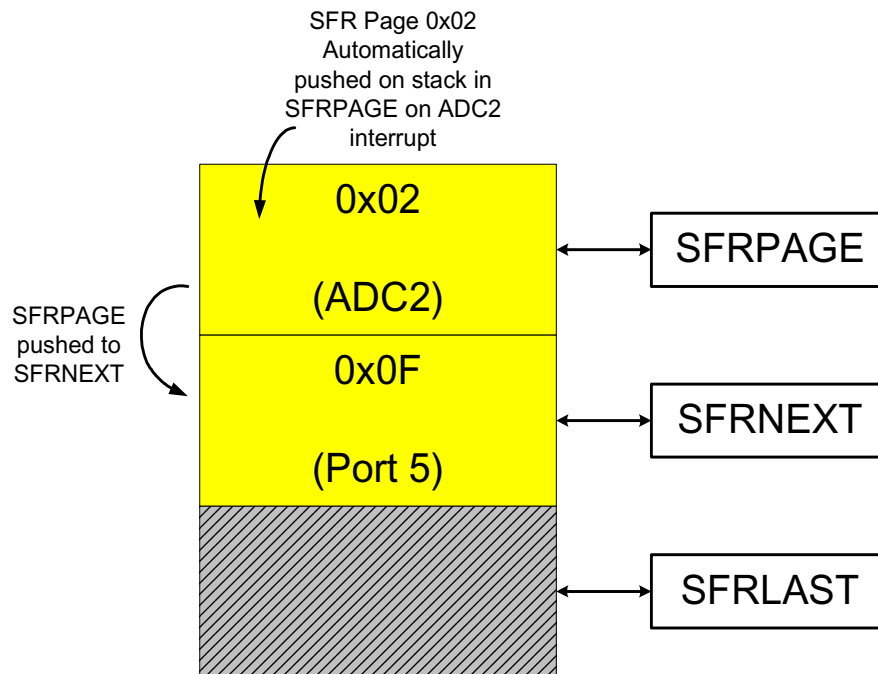 SFR Page 0x02
Automatically
pushed on stack in
SFRPAGE on ADC2
interrupt
0x02
(ADC2)
SFRPAGE
SFRPAGE
pushed to
SFRNEXT
0x0F
(Port 5)
SFRNEXT
SFRLAST